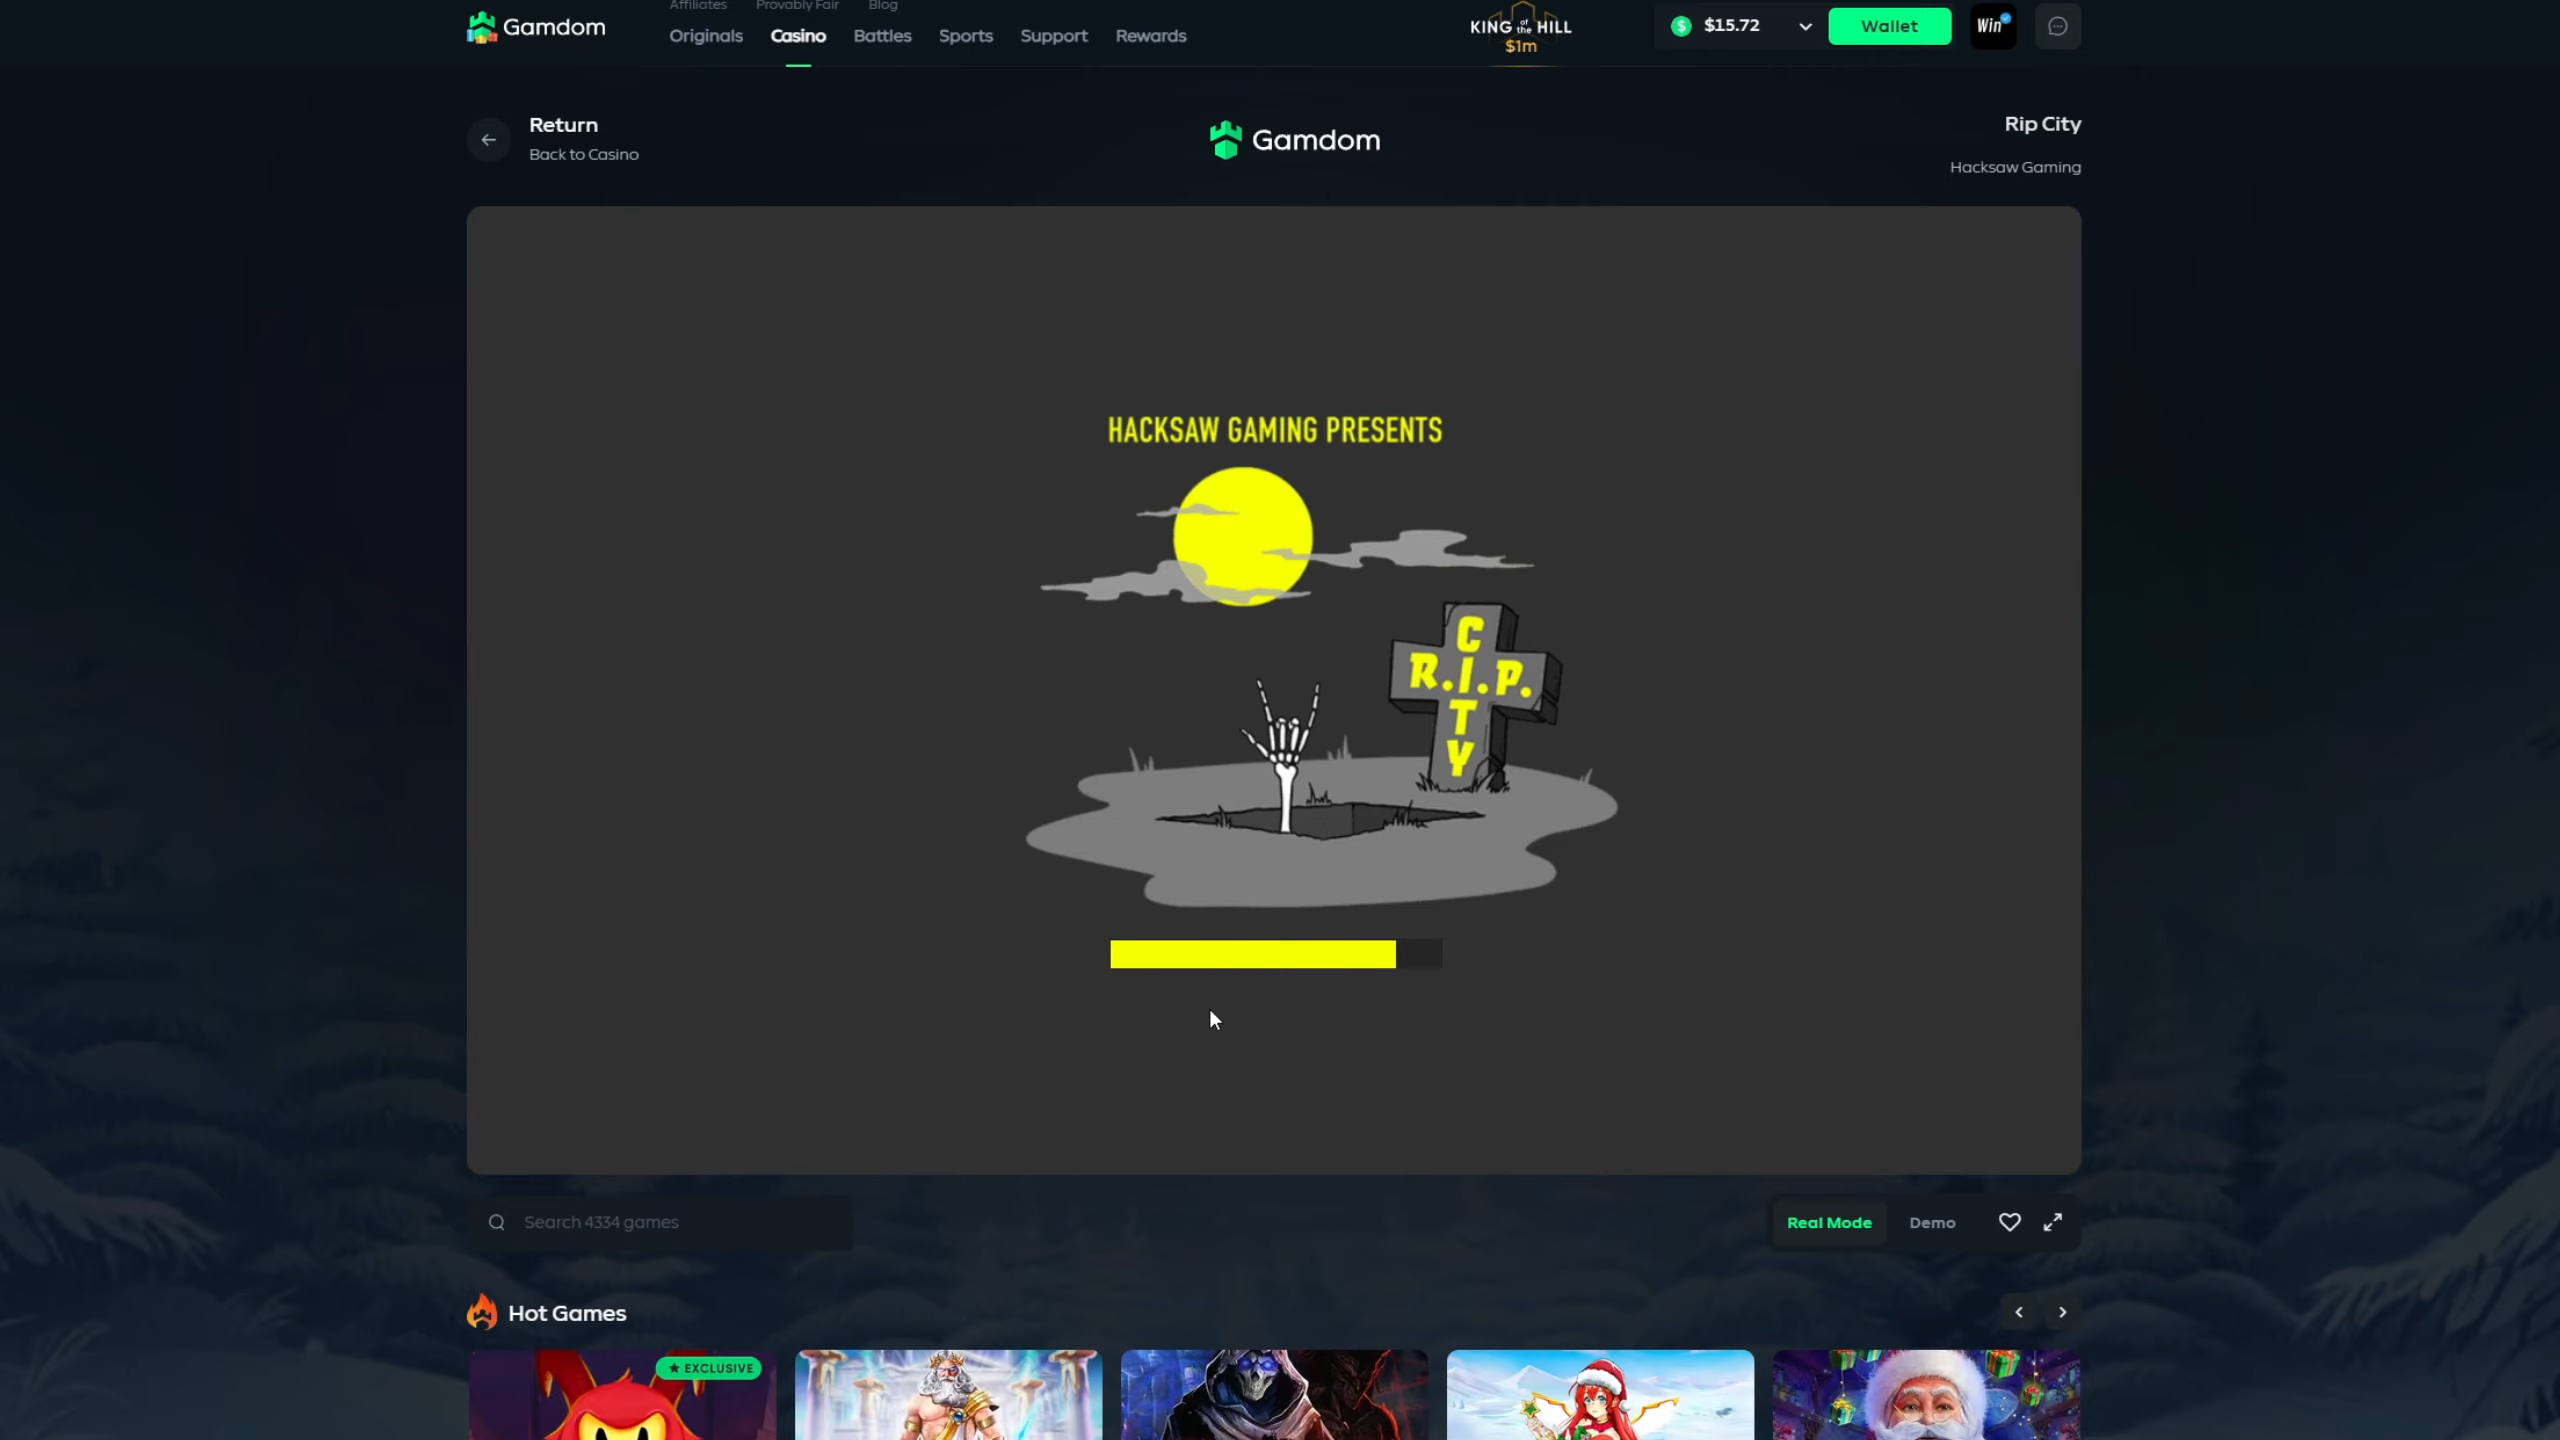 Affiliates Provably Fair Blog
Gamdom
Originals Casino Battles Sports Support Rewards
KING of the HILL
$1m
$ $15.72
Wallet
Win
Return
Back to Casino
Gamdom
Rip City
Hacksaw Gaming
HACKSAW GAMING PRESENTS
C
R.I.P.
T
Y
Search 4334 games
Real Mode Demo
Hot Games
EXCLUSIVE